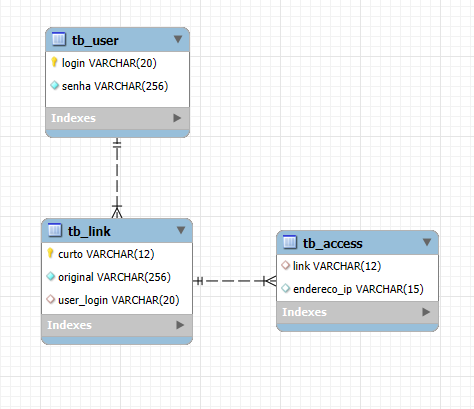 tb_user
login VARCHAR(20)
senha VARCHAR(256)
Indexes
tb_link
curto VARCHAR(12)
original VARCHAR(256)
user_login VARCHAR(20)
Indexes
tb_access
link VARCHAR(12)
endereco_ip VARCHAR(15)
Indexes